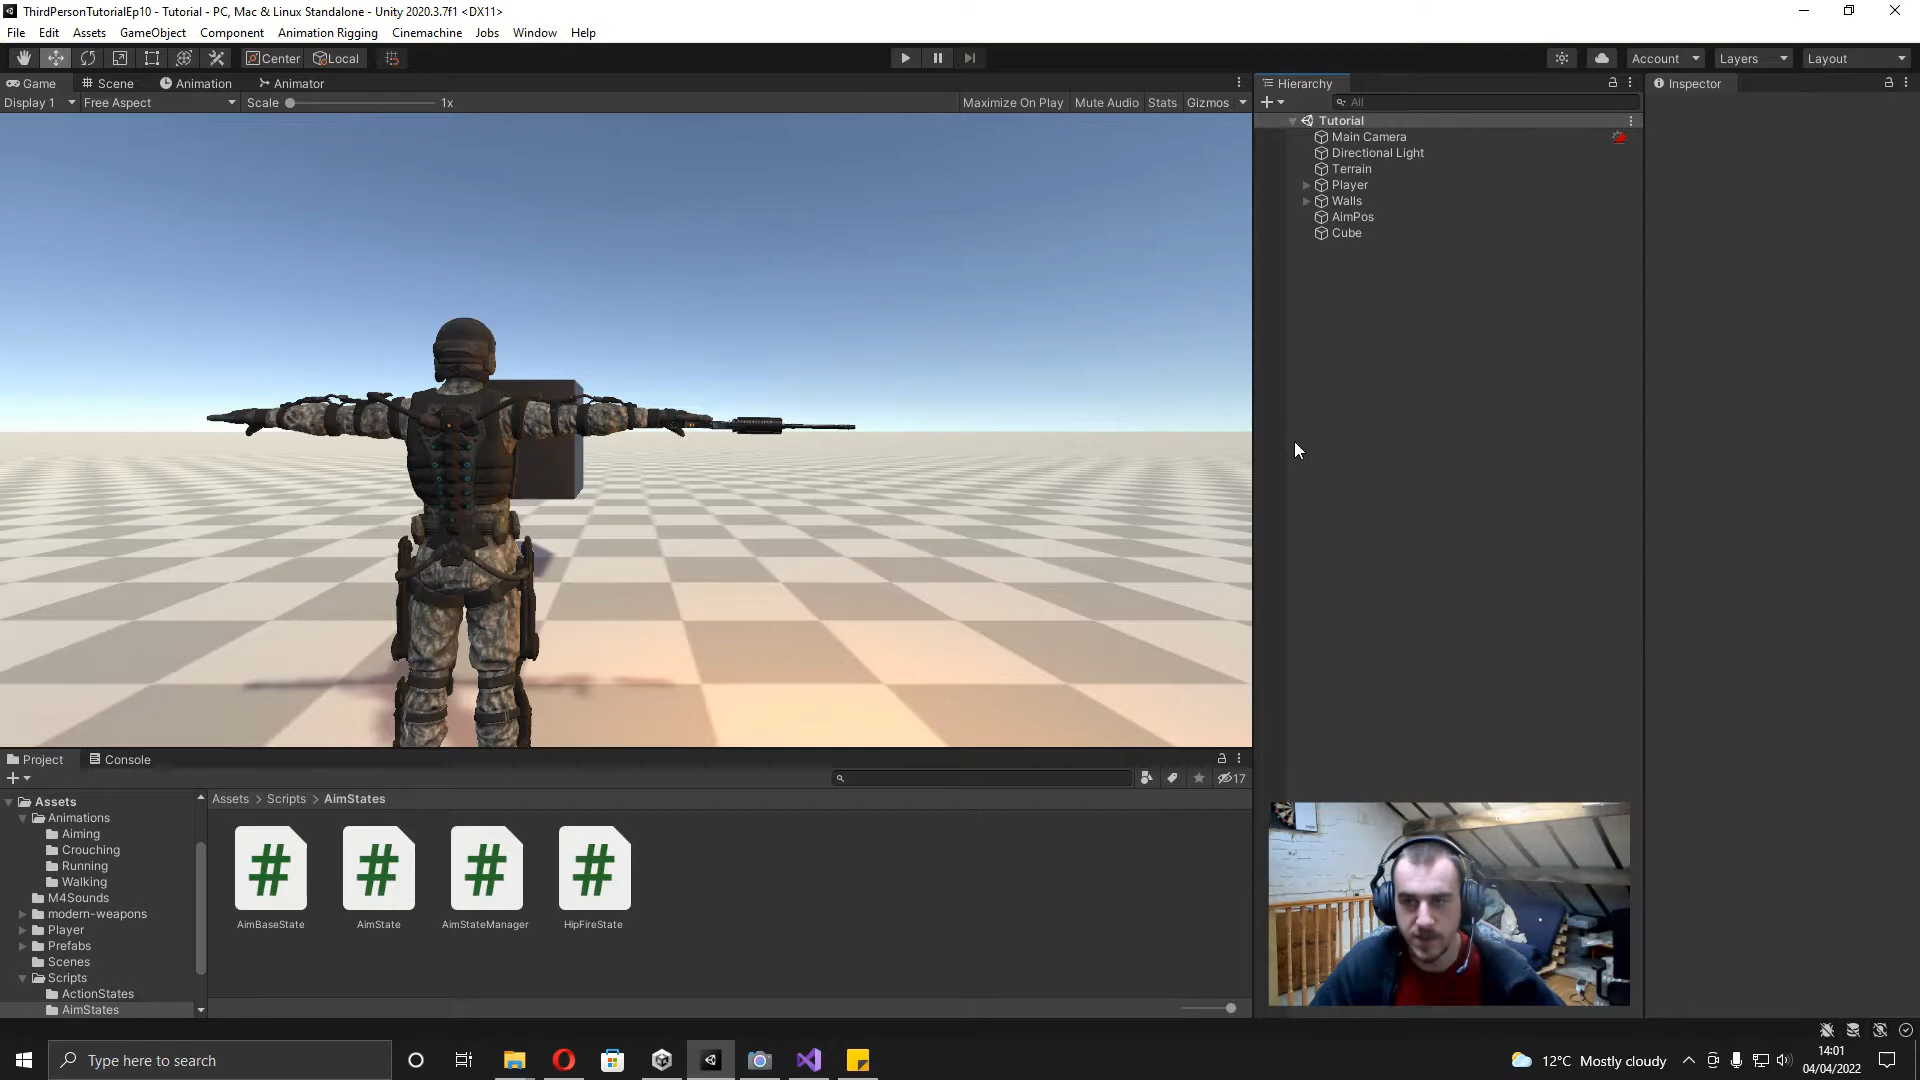 ThirdPersonTutorialEp10 - Tutorial - PC, Mac & Linux Standalone - Unity 2020.3.7f1 <DX11>
File Edit Assets GameObject Component Animation Rigging Cinemachine Jobs Window Help
Center Local Account Layers Layout
Game Scene Animation Animator
Display 1 Free Aspect Scale 1x Maximize On Play Mute Audio Stats Gizmos
Hierarchy
All
Tutorial
Main Camera
Directional Light
Terrain
Player
Walls
AimPos
Cube
Inspector
Project Console
17
Assets
Animations
Aiming
Crouching
Running
Walking
M4Sounds
modern-weapons
Player
Prefabs
Scenes
Scripts
ActionStates
AimStates
Assets > Scripts > AimStates
AimBaseState AimState AimStateManager HipFireState
Type here to search
12°C Mostly cloudy
14:01
04/04/2022